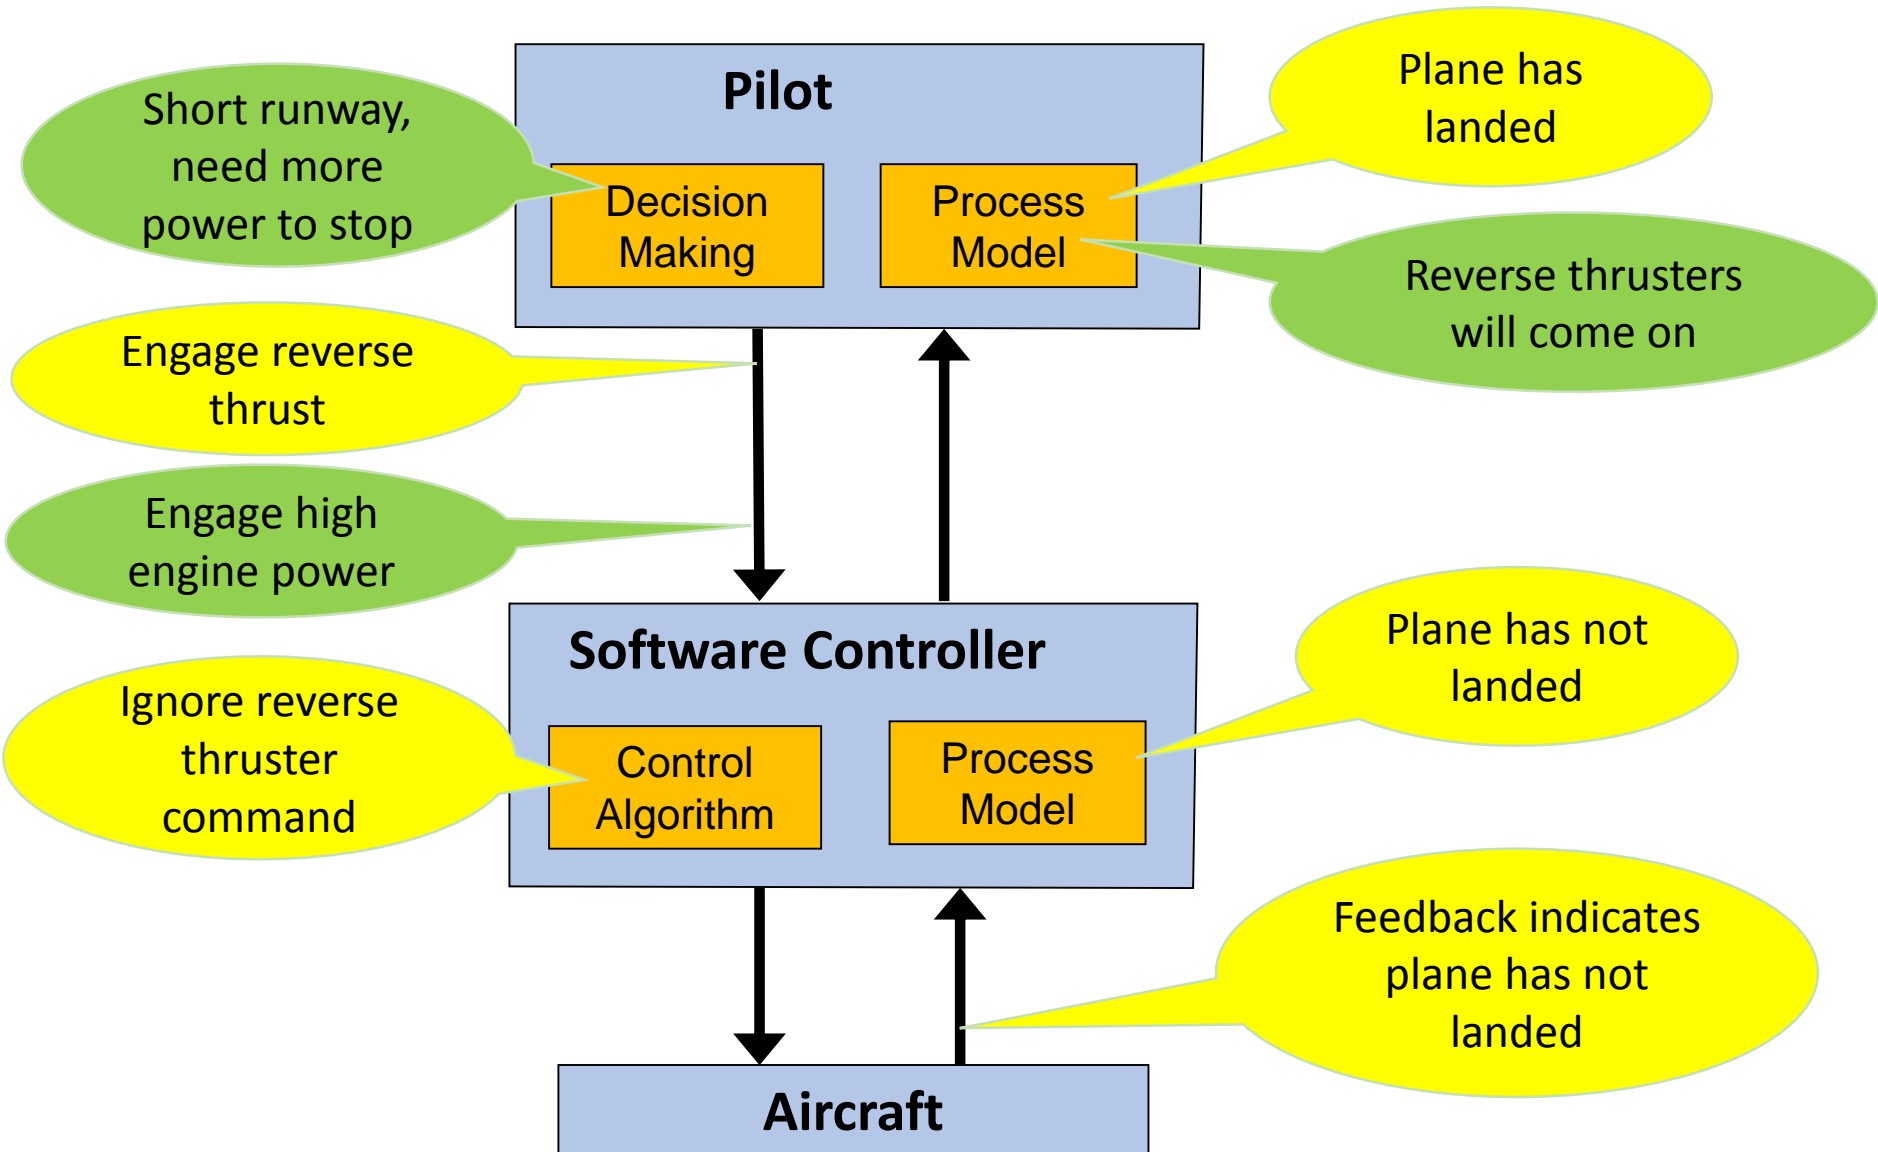 Pilot
Short runway,
need more
power to stop
Decision
Making
Process
Model
Plane has
landed
Reverse thrusters
will come on
Engage reverse
thrust
Engage high
engine power
Software Controller
Ignore reverse
thruster
command
Control
Algorithm
Process
Model
Plane has not
landed
Feedback indicates
plane has not
landed
Aircraft